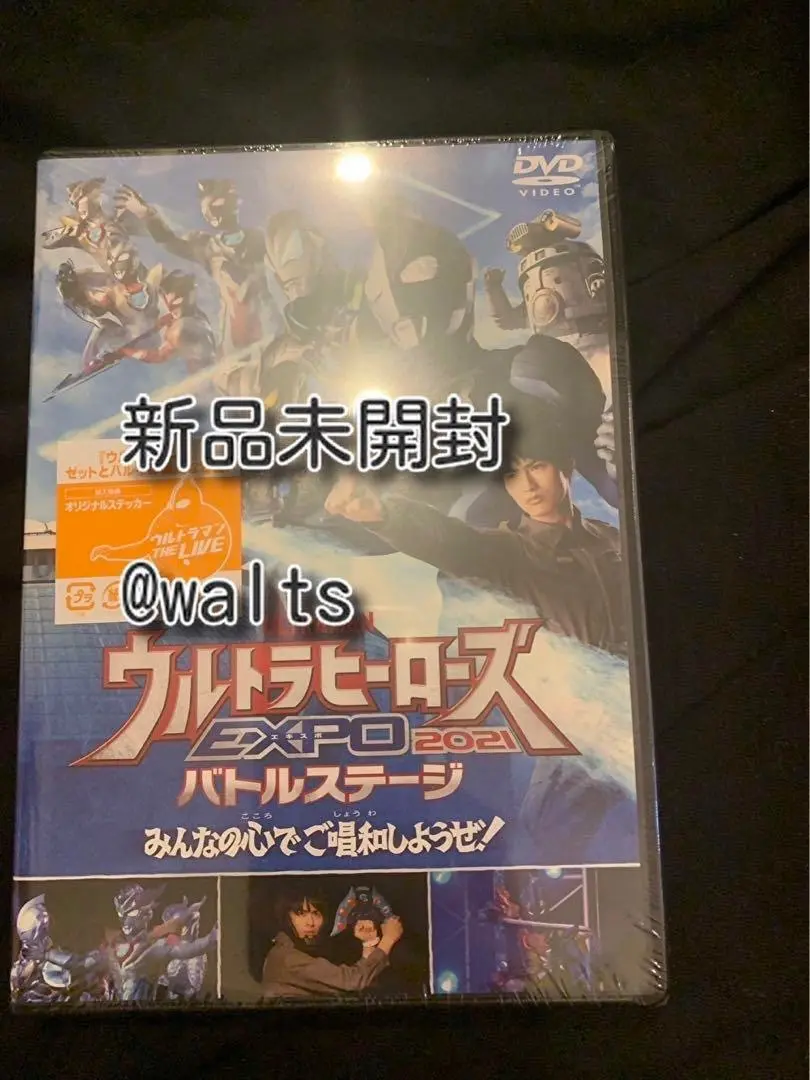 DVD
VIDEO
新品未開封
ゼットとバル
オリジナルステッカー
ウルトラマン
THE LIVE
プラ
@walts
ウルトラヒーローズ
EXPO 2021
エキスポ
バトルステージ
みんなの心でご唱和しようぜ!
こころ
しょうわ